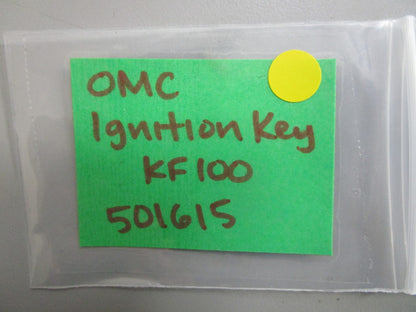 OMC
Ignition Key
KF100
501615